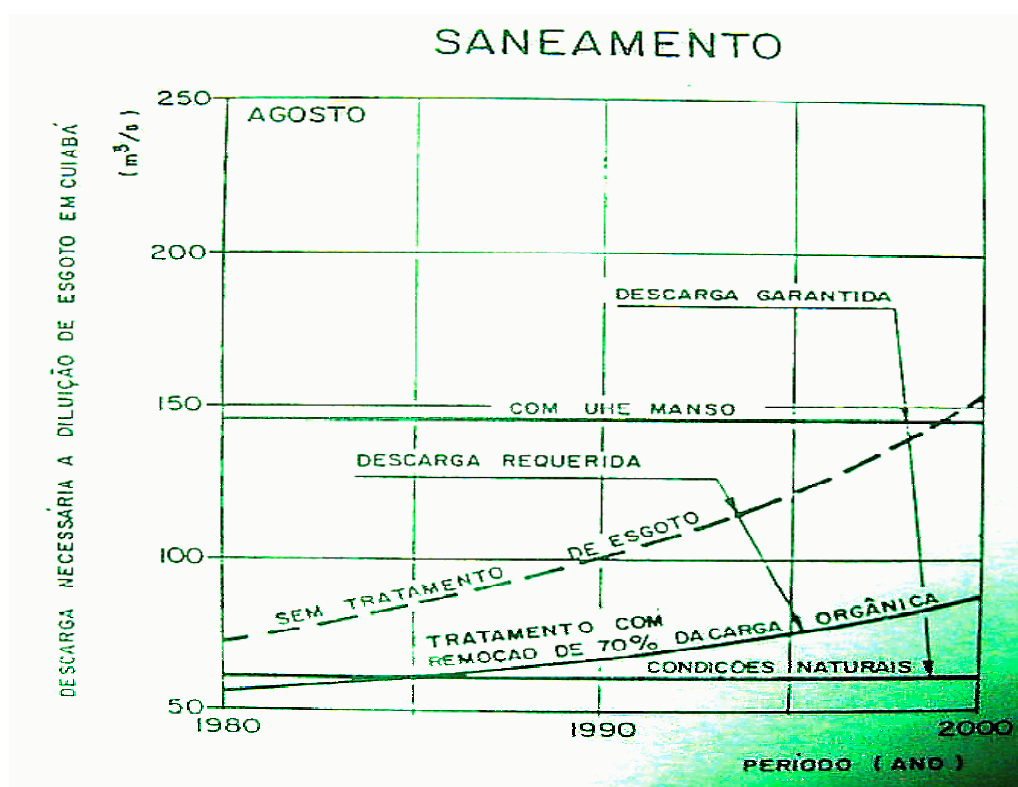 SANEAMENTO
DESCARGA NECESSÁRIA A DILUIÇÃO DE ESGOTO EM CUIABÁ
(m³/s)
250
AGOSTO
200
DESCARGA GARANTIDA
150
COM UHE MANSO
DESCARGA REQUERIDA
100
SEM TRATAMENTO DE ESGOTO
TRATAMENTO COM
REMOÇAO DE 70% DA CARGA ORGÂNICA
CONDICÕES NATURAIS
50
1980
1990
2000
PERÍODO (ANO)